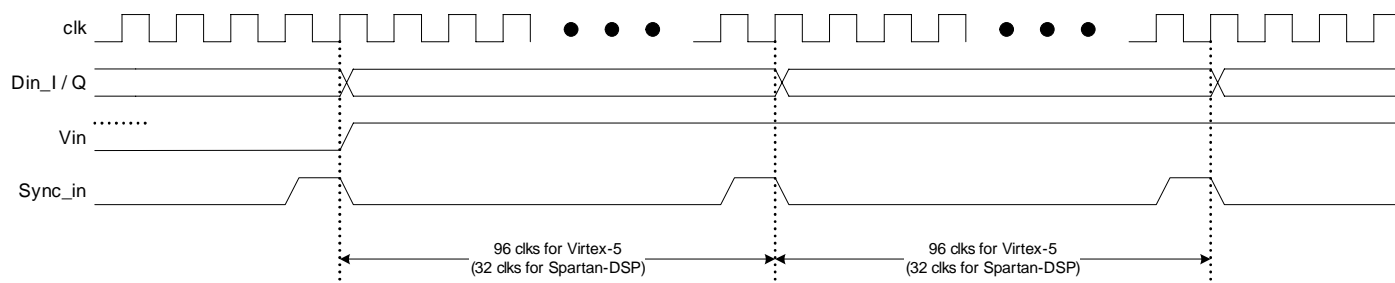 clk
Din_I / Q
Vin
Sync_in
96 clks for Virtex-5
(32 clks for Spartan-DSP)
96 clks for Virtex-5
(32 clks for Spartan-DSP)